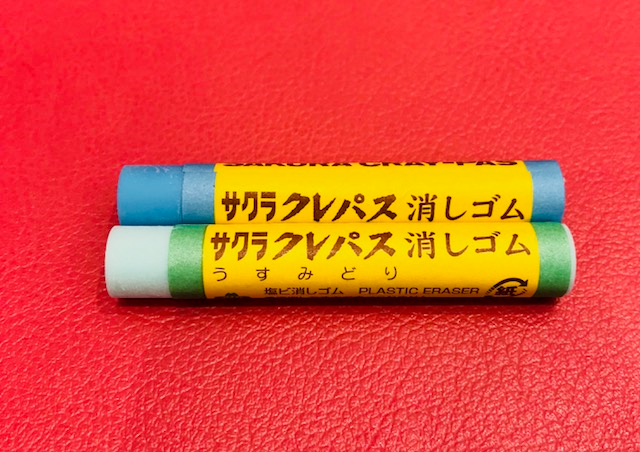 SAKURA CRAY-PAS
サクラクレパス消しゴム
サクラクレパス消しゴム
うすみどり
塩ビ消しゴム PLASTIC ERASER
紙